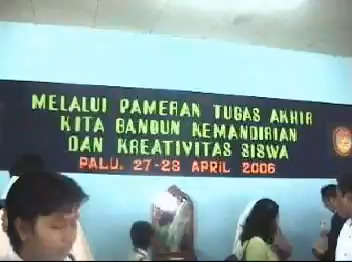 MELALUI PAMERAN TUGAS AKHIR
KITA BANGUN KEMANDIRIAN
DAN KREATIVITAS SISWA
PALU, 27-28 APRIL 2006